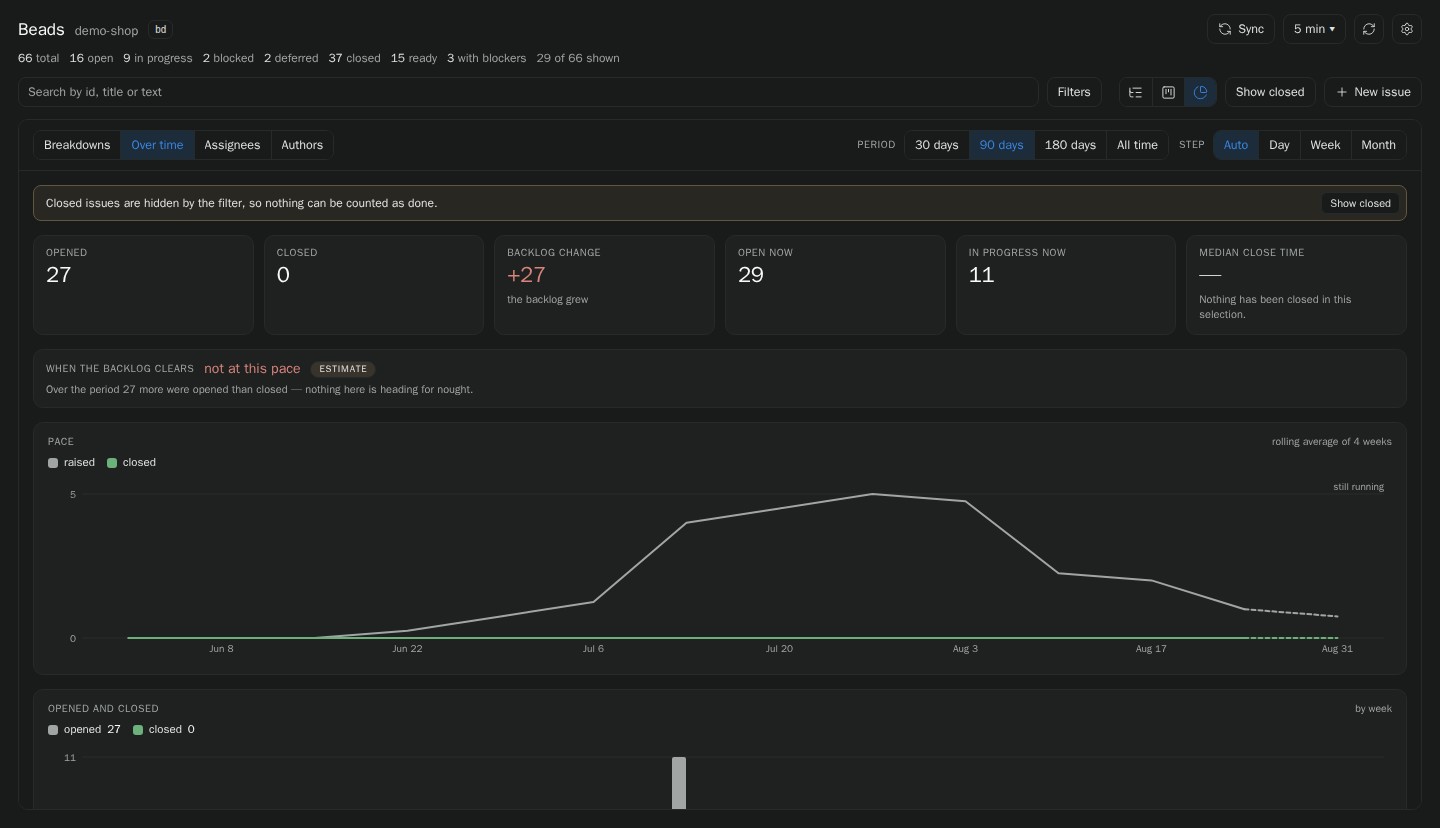 Beads demo-shop bd
Sync 5 min ▾
66 total 16 open 9 in progress 2 blocked 2 deferred 37 closed 15 ready 3 with blockers 29 of 66 shown
Search by id, title or text
Filters
Show closed
+ New issue
Breakdowns Over time Assignees Authors
PERIOD 30 days 90 days 180 days All time STEP Auto Day Week Month
Closed issues are hidden by the filter, so nothing can be counted as done.
Show closed
OPENED
27
CLOSED
0
BACKLOG CHANGE
+27
the backlog grew
OPEN NOW
29
IN PROGRESS NOW
11
MEDIAN CLOSE TIME
—
Nothing has been closed in this
selection.
WHEN THE BACKLOG CLEARS not at this pace ESTIMATE
Over the period 27 more were opened than closed — nothing here is heading for nought.
PACE
rolling average of 4 weeks
raised closed
still running
5
0
Jun 8 Jun 22 Jul 6 Jul 20 Aug 3 Aug 17 Aug 31
OPENED AND CLOSED
by week
opened 27 closed 0
11